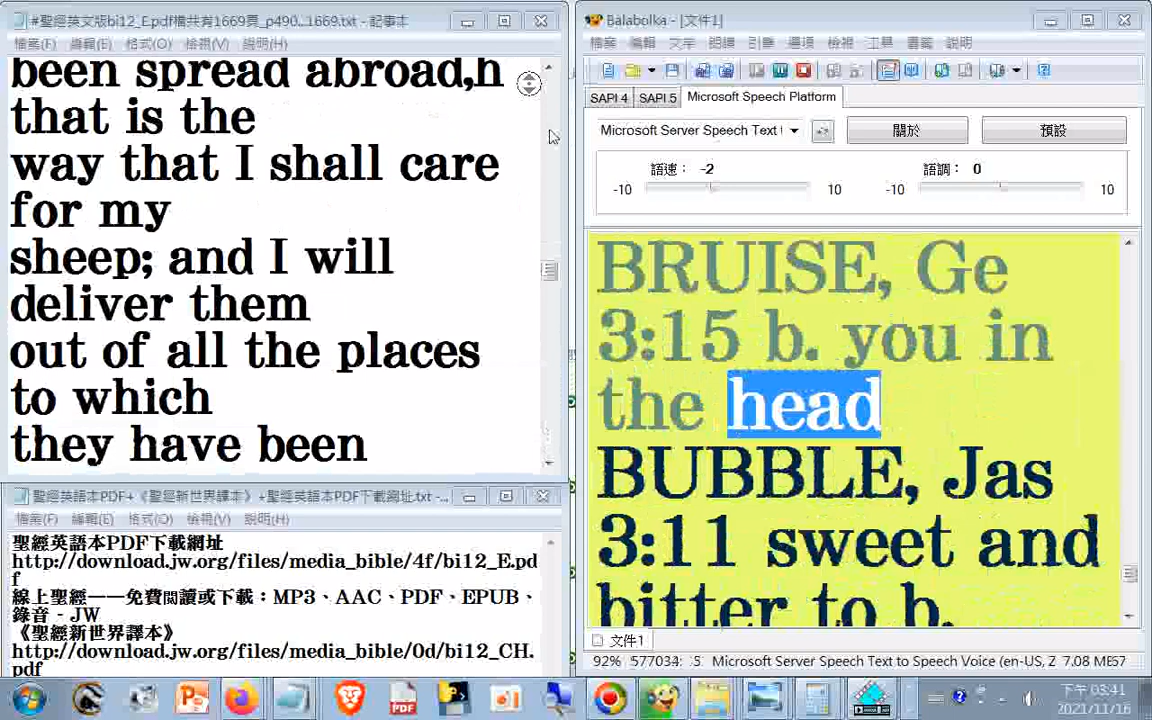 #聖經英文版bi12_E.pdf檔共有1669頁_p490...1669.txt - 記事本
檔案(F) 編輯(E) 格式(O) 檢視(V) 說明(H)
been spread abroad,h
that is the
way that I shall care
for my
sheep; and I will
deliver them
out of all the places
to which
they have been
聖經英語本PDF+《聖經新世界譯本》+聖經英語本PDF下載網址.txt -...
檔案(F) 編輯(E) 格式(O) 檢視(V) 說明(H)
聖經英語本PDF下載網址
http://download.jw.org/files/media_bible/4f/bi12_E.pd
f
線上聖經——免費閱讀或下載：MP3、AAC、PDF、EPUB、
錄音 - JW
《聖經新世界譯本》
http://download.jw.org/files/media_bible/0d/bi12_CH.
pdf
Balabolka - [文件1]
檔案 編輯 文字 朗讀 引擎 選項 檢視 工具 書籤 說明
SAPI 4 SAPI 5 Microsoft Speech Platform
Microsoft Server Speech Text 關於 預設
語速： -2 語調： 0
-10 10 -10 10
BRUISE, Ge
3:15 b. you in
the head
BUBBLE, Jas
3:11 sweet and
bitter to b.
文件1
92% 577034: 5 Microsoft Server Speech Text to Speech Voice (en-US, Z 7.08 ME57
下午 03:41
2021/11/16